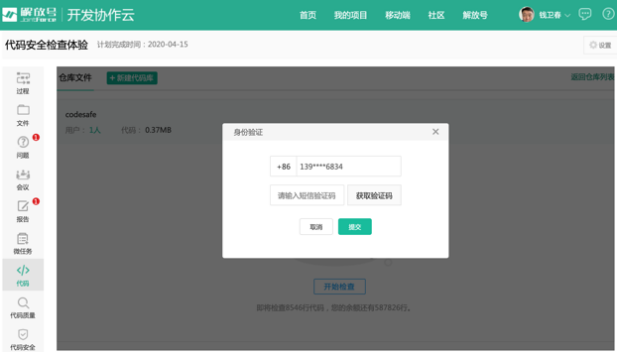 解放号 JOINTFORCE 开发协作云 首页 我的项目 移动端 社区 解放号 钱卫春
代码安全检查体验 计划完成时间：2020-04-15 设置
过程
文件
1
问题
会议
1
报告
微任务
</>
代码
代码质量
代码安全
仓库文件 +新建代码库 返回仓库列表
codesafe
用户：1人 代码：0.37MB
身份验证
+86 139****6834
请输入短信验证码 获取验证码
取消 提交
开始检查
即将检查8546行代码，您的余额还有587826行。